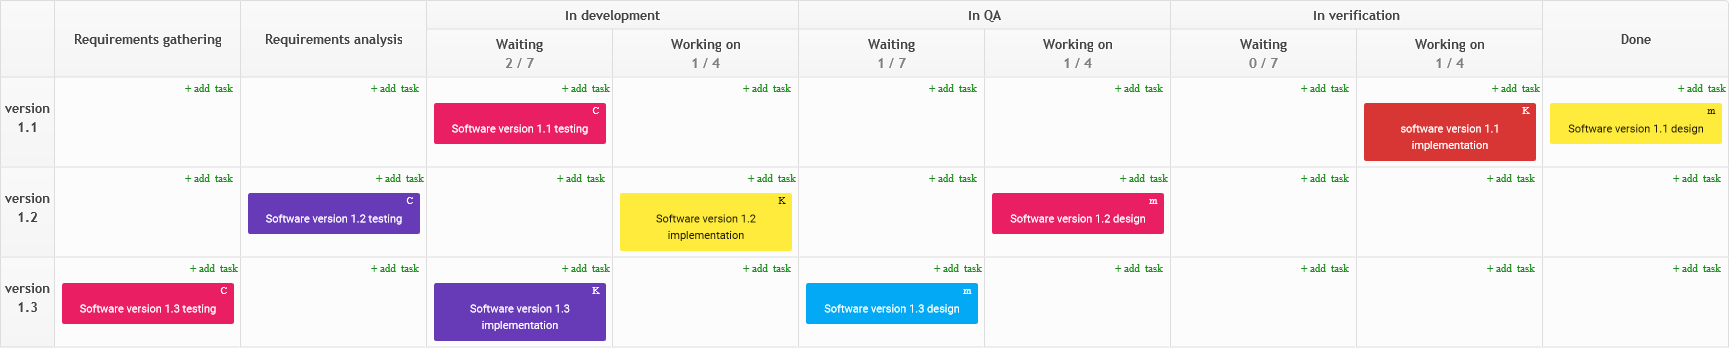 Requirements gathering
Requirements analysis
In development
In QA
In verification
Done
Waiting
2 / 7
Working on
1 / 4
Waiting
1 / 7
Working on
1 / 4
Waiting
0 / 7
Working on
1 / 4
version
1.1
+ add task
+ add task
+ add task
C
Software version 1.1 testing
+ add task
+ add task
+ add task
+ add task
+ add task
K
software version 1.1
implementation
+ add task
m
Software version 1.1 design
version
1.2
+ add task
+ add task
C
Software version 1.2 testing
+ add task
+ add task
K
Software version 1.2
implementation
+ add task
+ add task
m
Software version 1.2 design
+ add task
+ add task
+ add task
version
1.3
+ add task
C
Software version 1.3 testing
+ add task
+ add task
K
Software version 1.3
implementation
+ add task
+ add task
m
Software version 1.3 design
+ add task
+ add task
+ add task
+ add task